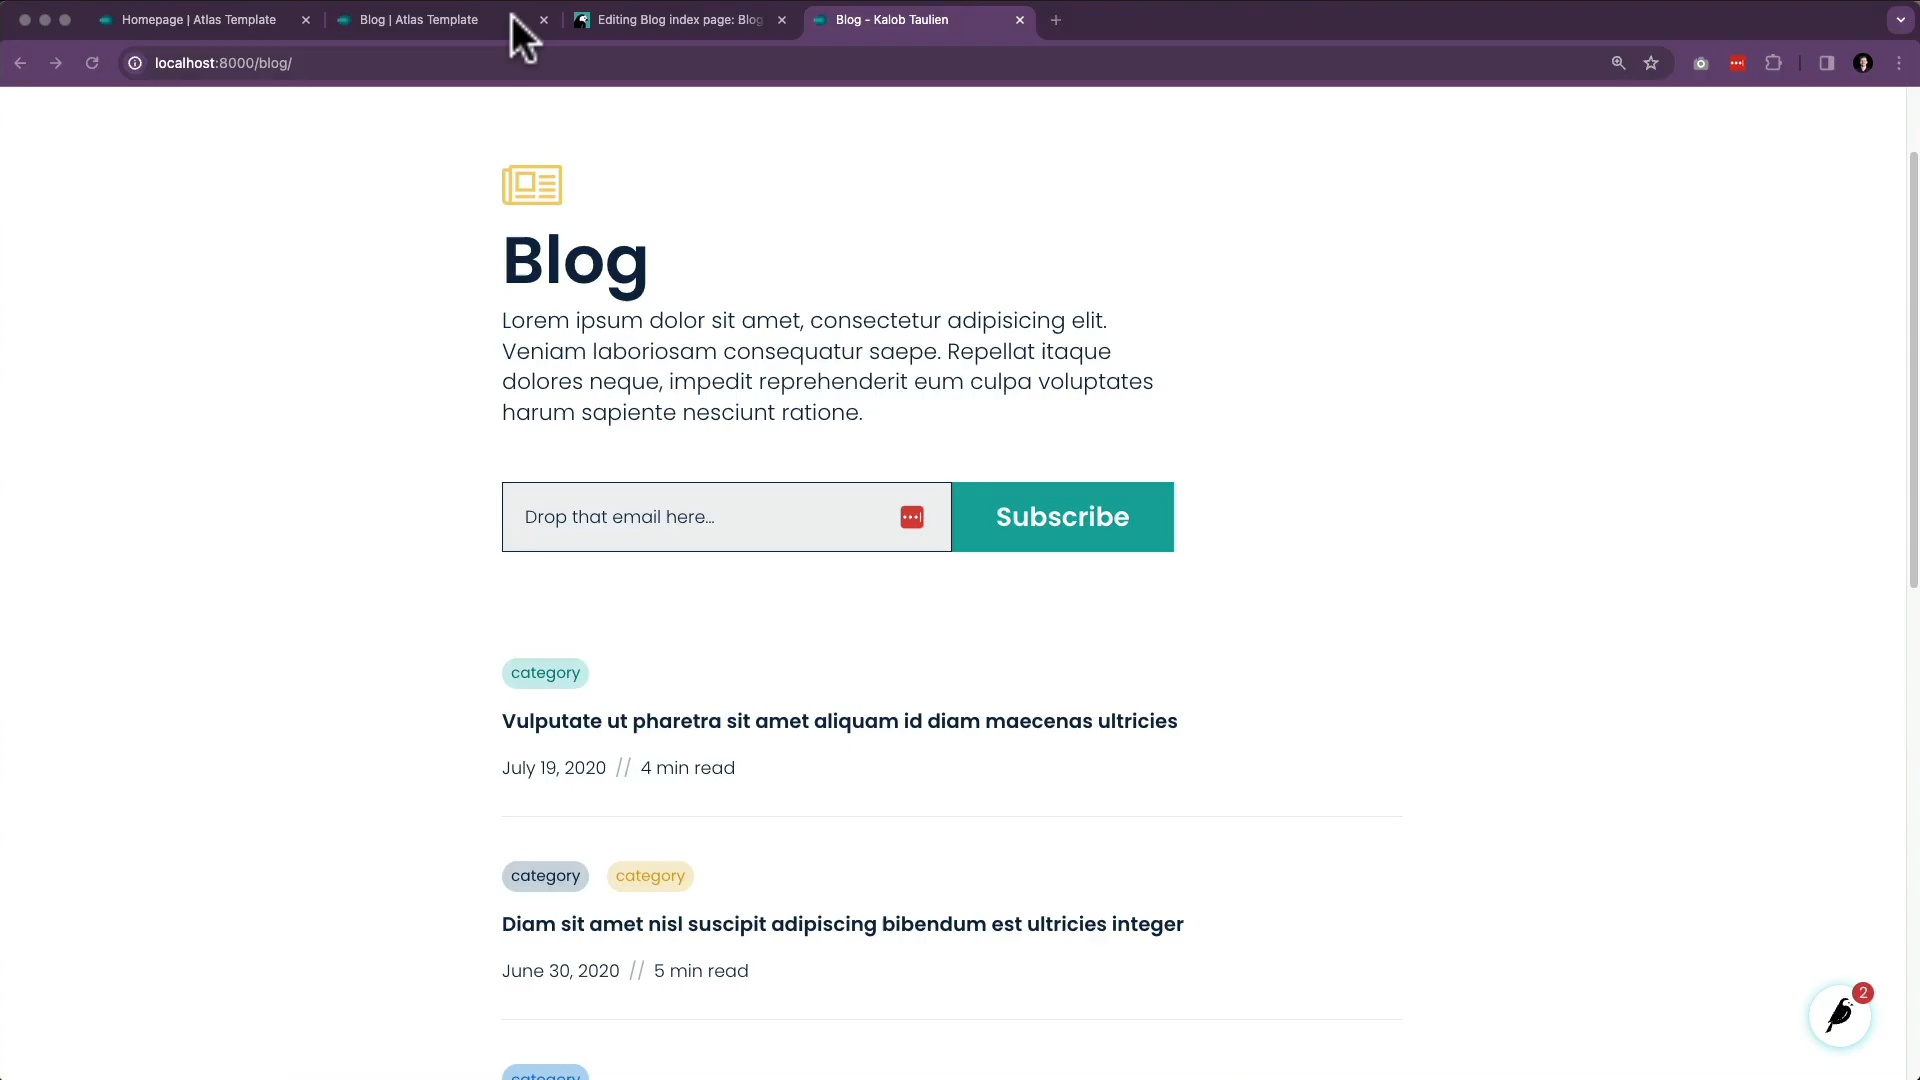 Homepage | Atlas Template
Blog | Atlas Template
Editing Blog index page: Blog
Blog - Kalob Taulien
localhost:8000/blog/
Blog
Lorem ipsum dolor sit amet, consectetur adipisicing elit.
Veniam laboriosam consequatur saepe. Repellat itaque
dolores neque, impedit reprehenderit eum culpa voluptates
harum sapiente nesciunt ratione.
Drop that email here...
Subscribe
category
Vulputate ut pharetra sit amet aliquam id diam maecenas ultricies
July 19, 2020 // 4 min read
category category
Diam sit amet nisl suscipit adipiscing bibendum est ultricies integer
June 30, 2020 // 5 min read
2
category